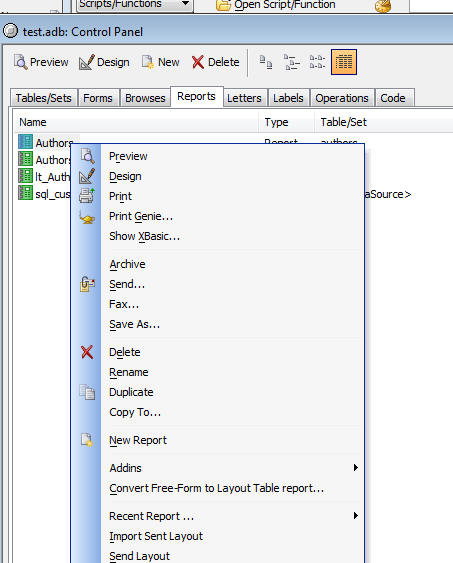 Scripts/Functions
Open Script/Function
test.adb: Control Panel
Preview Design New Delete
Tables/Sets Forms Browses Reports Letters Labels Operations Code
Name Type Table/Set
Authors Report authors
Authors
lt_Auth
sql_cus aSource>
Preview
Design
Print
Print Genie...
Show XBasic...
Archive
Send...
Fax...
Save As...
Delete
Rename
Duplicate
Copy To...
New Report
Addins
Convert Free-Form to Layout Table report...
Recent Report ...
Import Sent Layout
Send Layout